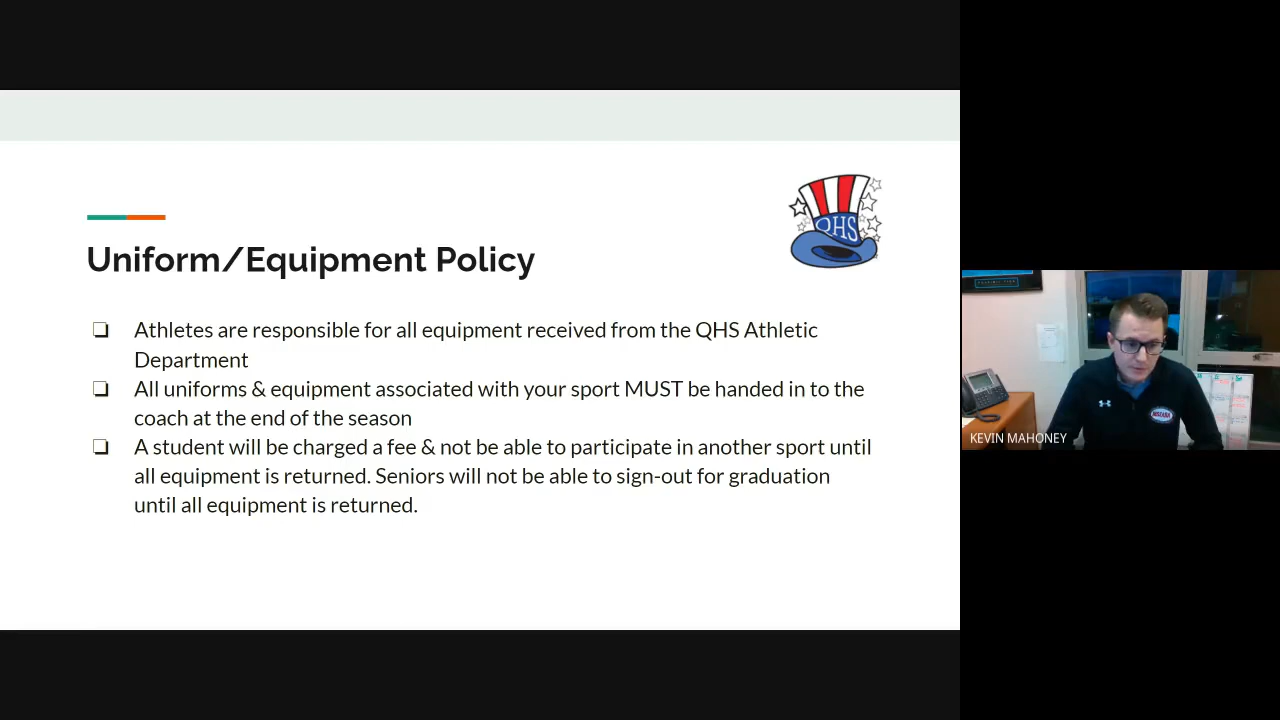 QHS
Uniform/Equipment Policy
❏ Athletes are responsible for all equipment received from the QHS Athletic
Department
❏ All uniforms & equipment associated with your sport MUST be handed in to the
coach at the end of the season
❏ A student will be charged a fee & not be able to participate in another sport until
all equipment is returned. Seniors will not be able to sign-out for graduation
until all equipment is returned.
KEVIN MAHONEY